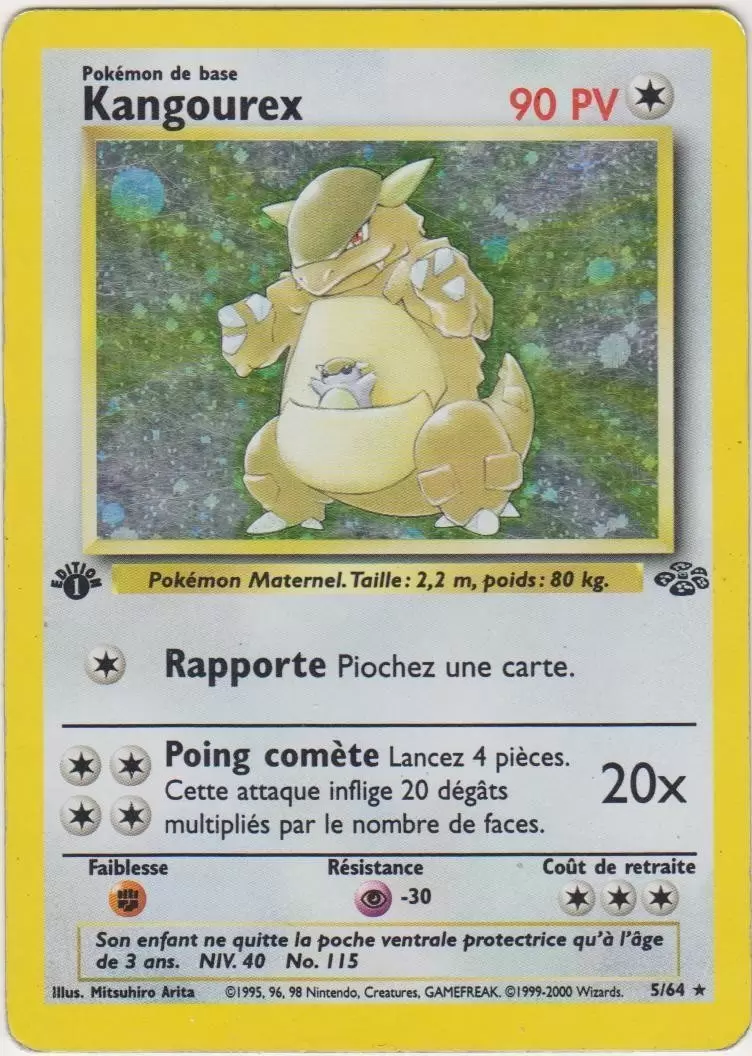 Pokémon de base
Kangourex 90 PV
EDITION 1
Pokémon Maternel. Taille: 2,2 m, poids: 80 kg.
Rapporte Piochez une carte.
Poing comète Lancez 4 pièces.
Cette attaque inflige 20 dégâts
multipliés par le nombre de faces.
20x
Faiblesse Résistance Coût de retraite
-30
Son enfant ne quitte la poche ventrale protectrice qu'à l'âge
de 3 ans. NIV. 40 No. 115
Illus. Mitsuhiro Arita ©1995, 96, 98 Nintendo, Creatures, GAMEFREAK. ©1999-2000 Wizards. 5/64 ★